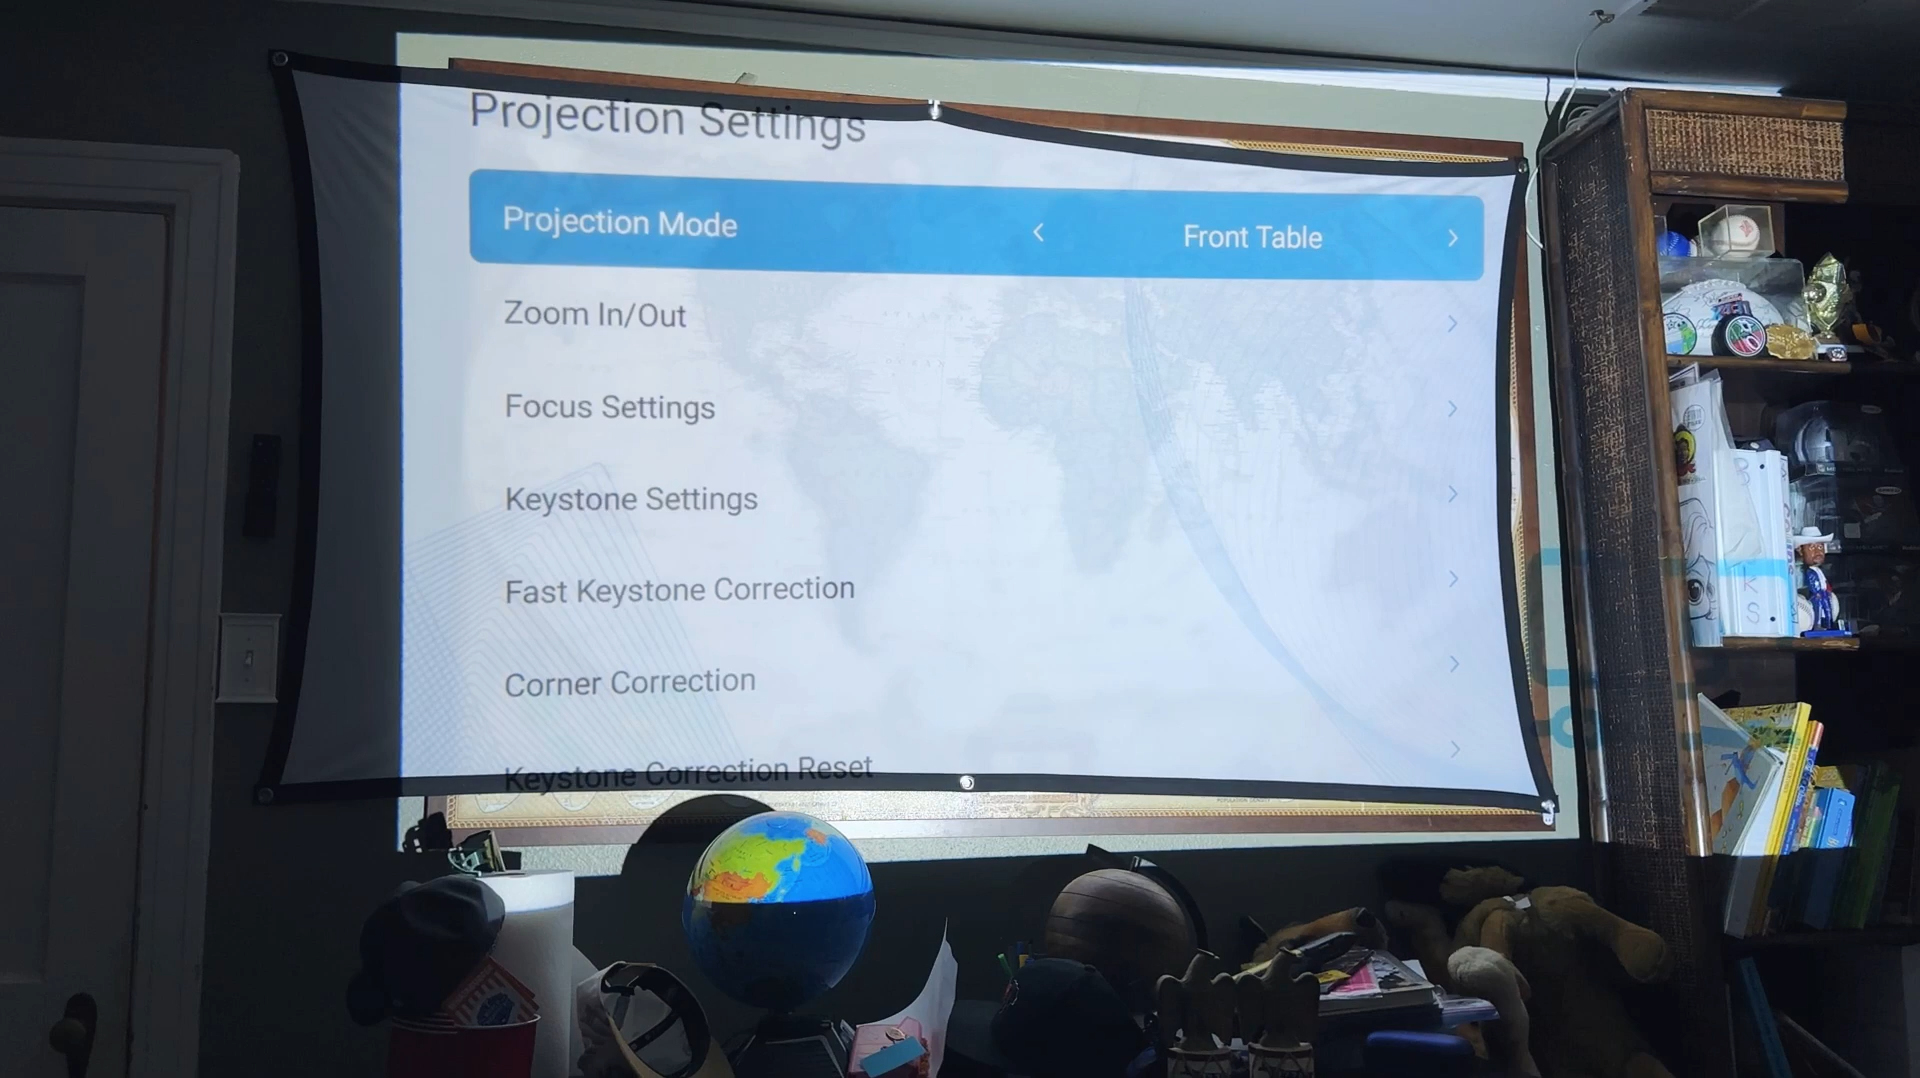 Projection Settings
Projection Mode
Front Table
Zoom In/Out
Focus Settings
Keystone Settings
Fast Keystone Correction
Corner Correction
Keystone Correction Reset
K
S